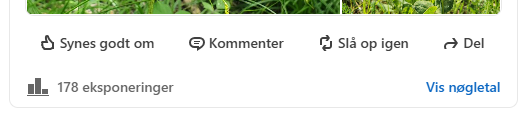 Synes godt om Kommenter Slå op igen Del
178 eksponeringer Vis nøgletal